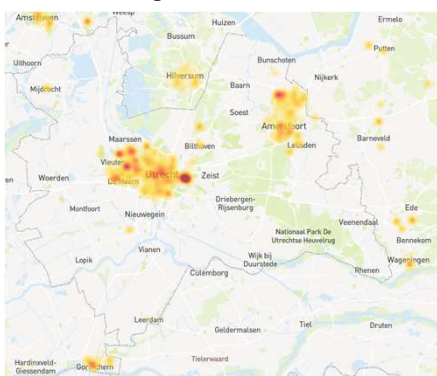 Weesp
Amstelveen
Huizen
Ermelo
Bussum
Uithoorn
Bunschoten
Putten
Nijkerk
Hilversum
Mijdrecht
Baarn
Soest
Amersfoort
Maarssen
Barneveld
Bilthoven
Leusden
Vleuten
Utrecht
Zeist
De Meern
Woerden
Driebergen-
Rijsenburg
Montfoort
Nieuwegein
Ede
Veenendaal
Nationaal Park De
Utrechtse Heuvelrug
Bennekom
Vianen
Lopik
Wijk bij
Duurstede
Wageningen
Rhenen
Culemborg
Leerdam
Tiel
Druten
Geldermalsen
Tielerwaard
Hardinxveld-
Giessendam
Gorinchem